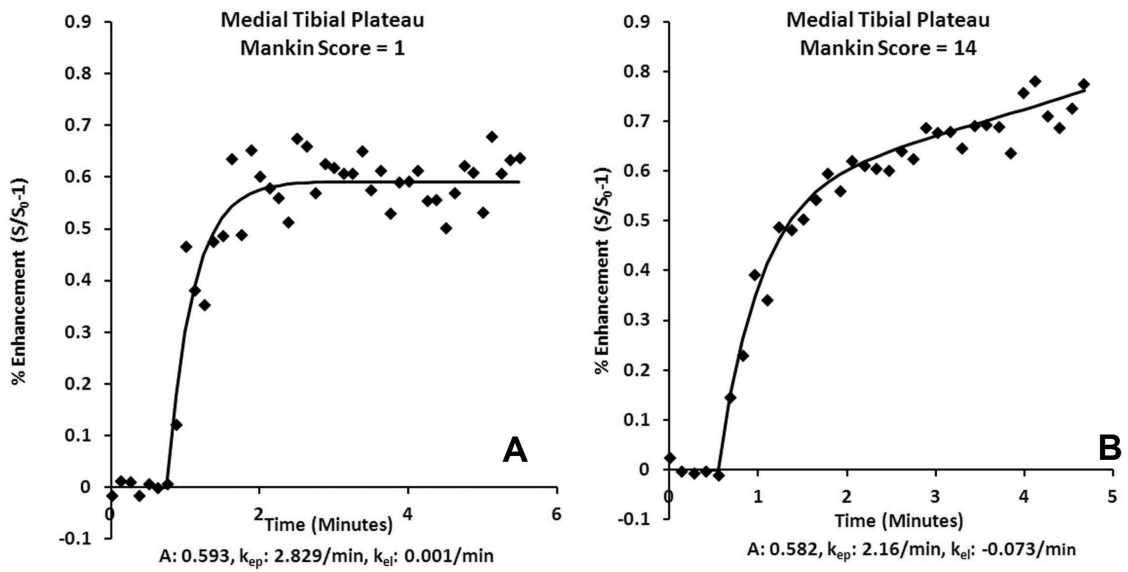 Medial Tibial Plateau
Mankin Score = 1
0.9
0.8
0.7
0.6
0.5
0.4
0.3
0.2
0.1
0
-0.1
% Enhancement (S/S₀-1)
0
2
4
6
Time (Minutes)
A
A: 0.593, kₑₚ: 2.829/min, kₑₗ: 0.001/min
Medial Tibial Plateau
Mankin Score = 14
0.9
0.8
0.7
0.6
0.5
0.4
0.3
0.2
0.1
0
-0.1
% Enhancement (S/S₀-1)
0
1
2
3
4
5
Time (Minutes)
B
A: 0.582, kₑₚ: 2.16/min, kₑₗ: -0.073/min